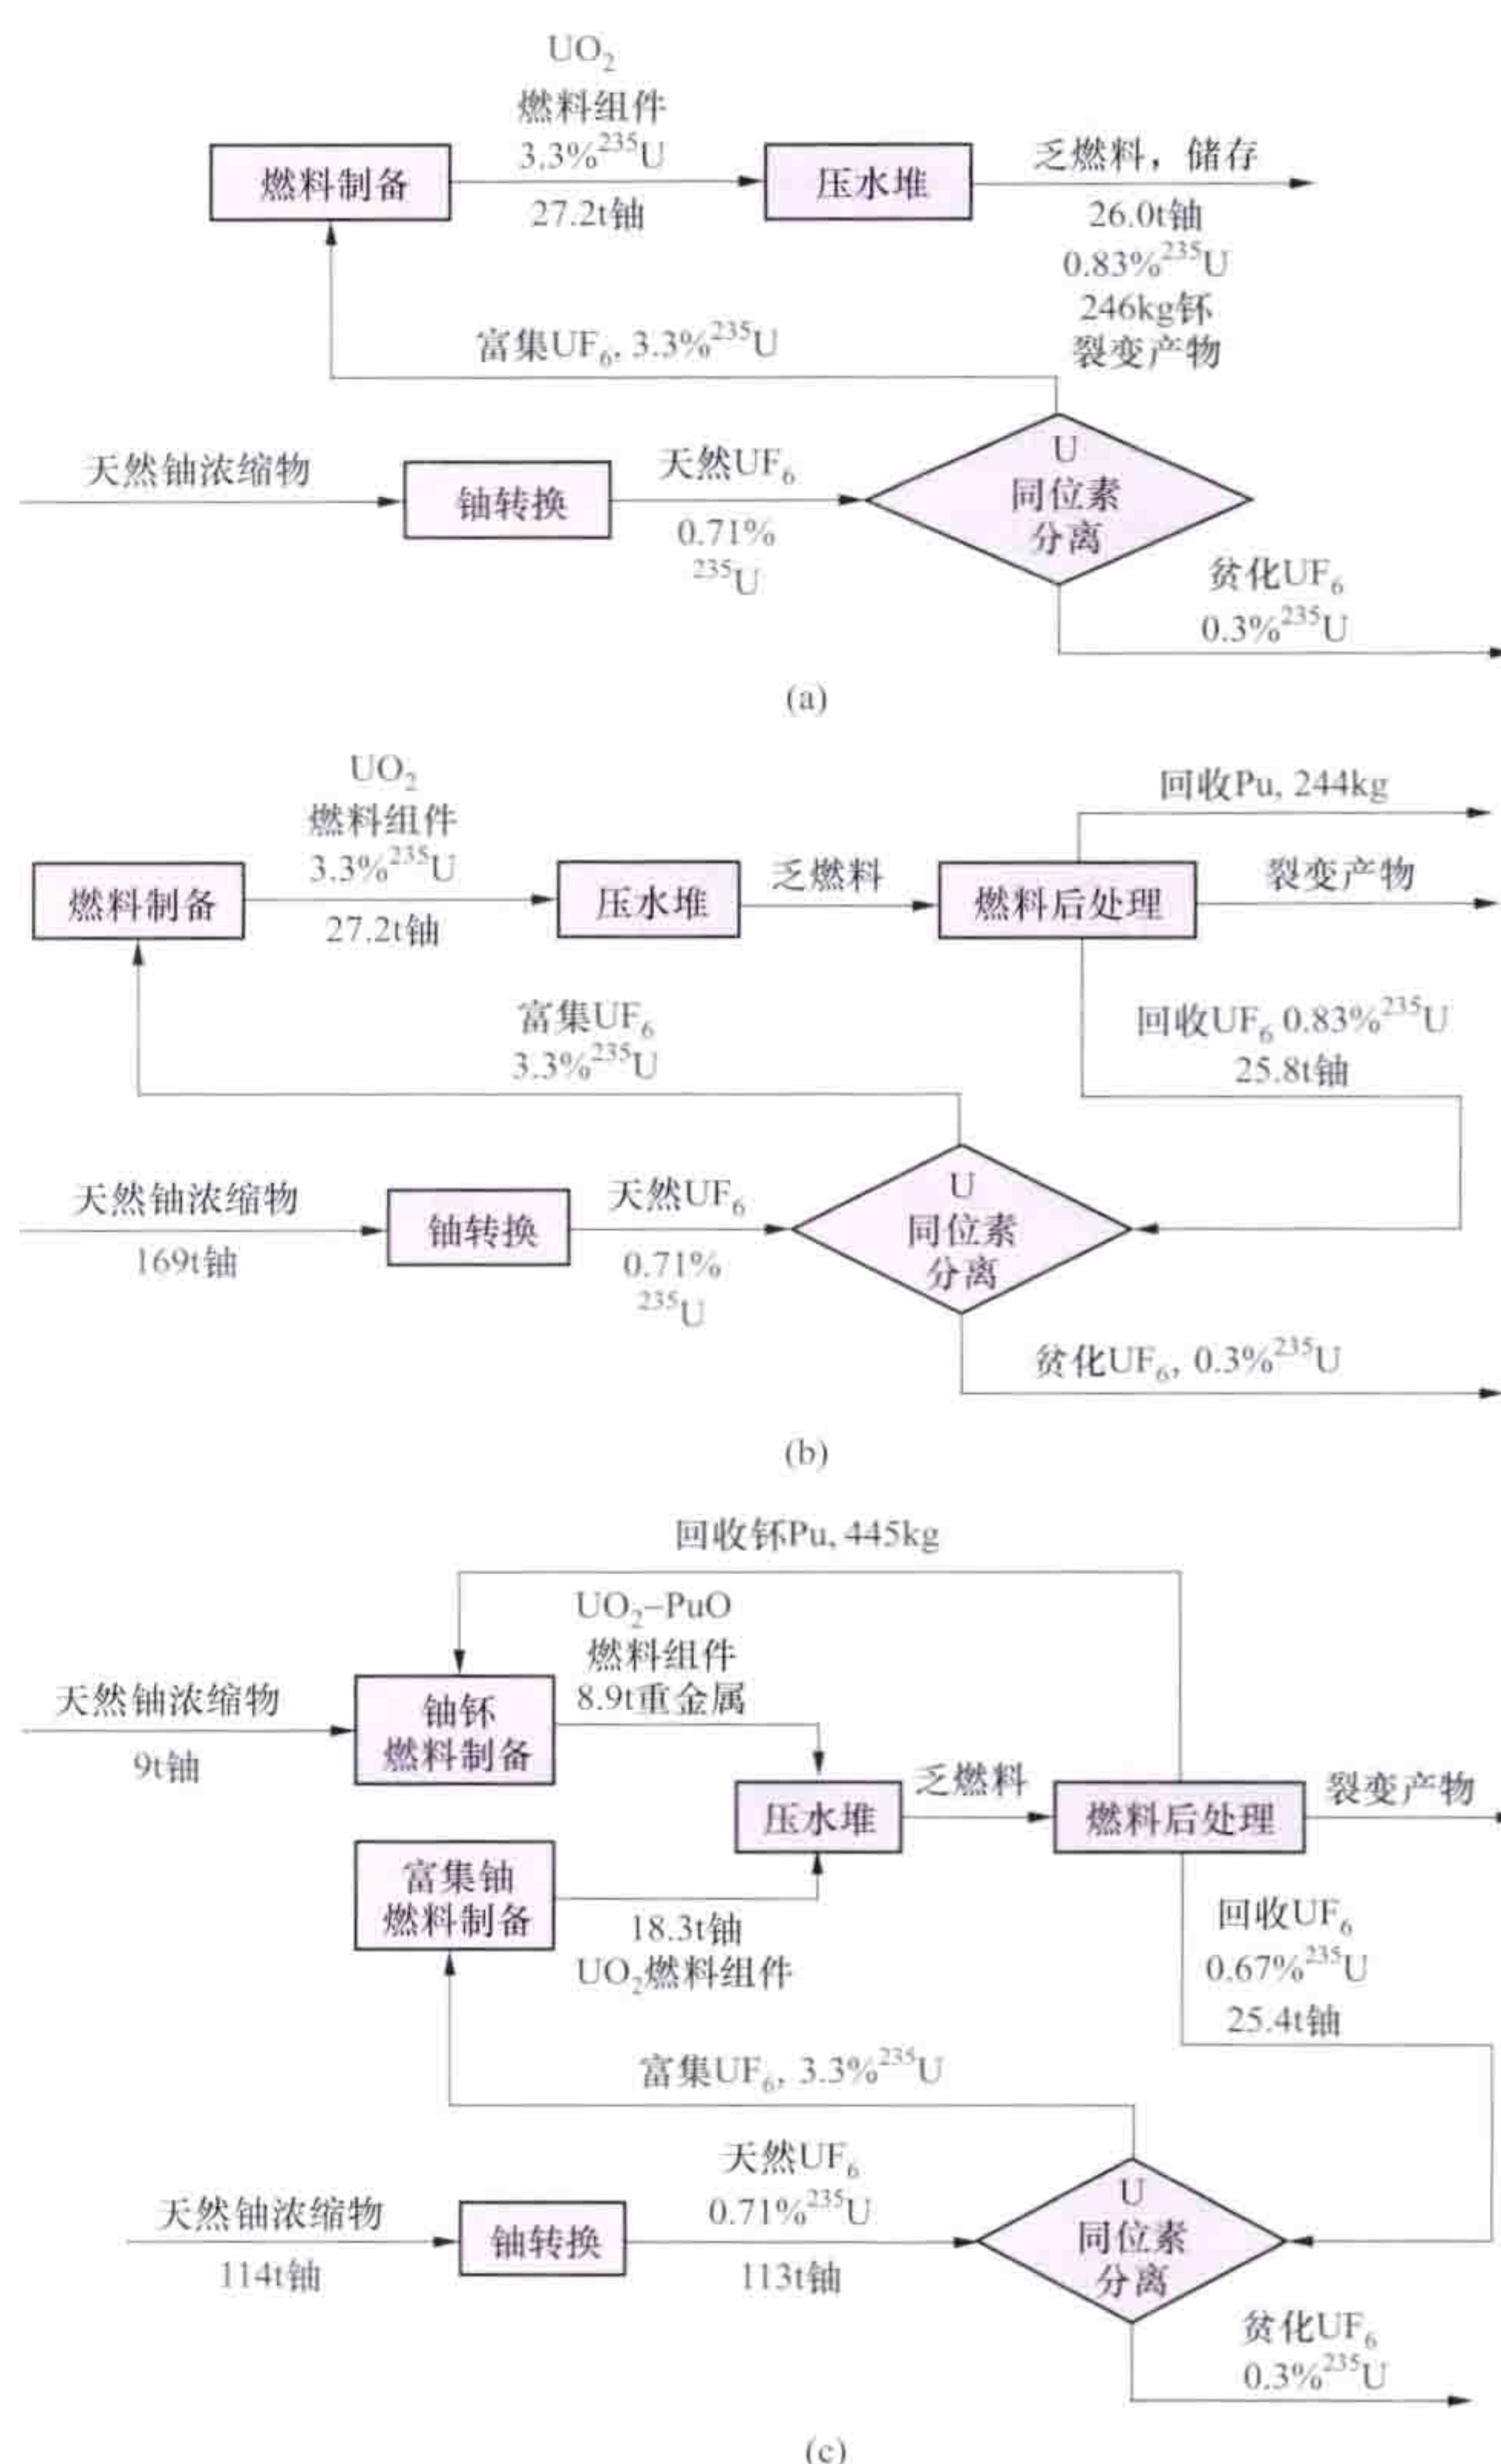 UO₂
燃料组件
3.3%²³⁵U
燃料制备
27.2t铀
压水堆
乏燃料，储存
26.0t铀
0.83%²³⁵U
246kg钚
裂变产物
富集UF₆, 3.3%²³⁵U
天然铀浓缩物
铀转换
天然UF₆
0.71%
²³⁵U
U
同位素
分离
贫化UF₆
0.3%²³⁵U
(a)
UO₂
燃料组件
3.3%²³⁵U
燃料制备
27.2t铀
压水堆
乏燃料
燃料后处理
回收Pu, 244kg
裂变产物
回收UF₆ 0.83%²³⁵U
25.8t铀
富集UF₆
3.3%²³⁵U
天然铀浓缩物
169t铀
铀转换
天然UF₆
0.71%
²³⁵U
U
同位素
分离
贫化UF₆, 0.3%²³⁵U
(b)
回收钚Pu, 445kg
UO₂-PuO
燃料组件
8.9t重金属
天然铀浓缩物
9t铀
铀钚
燃料制备
压水堆
乏燃料
燃料后处理
裂变产物
富集铀
燃料制备
18.3t铀
UO₂燃料组件
回收UF₆
0.67%²³⁵U
25.4t铀
富集UF₆, 3.3%²³⁵U
天然铀浓缩物
114t铀
铀转换
天然UF₆
0.71%²³⁵U
113t铀
U
同位素
分离
贫化UF₆
0.3%²³⁵U
(c)